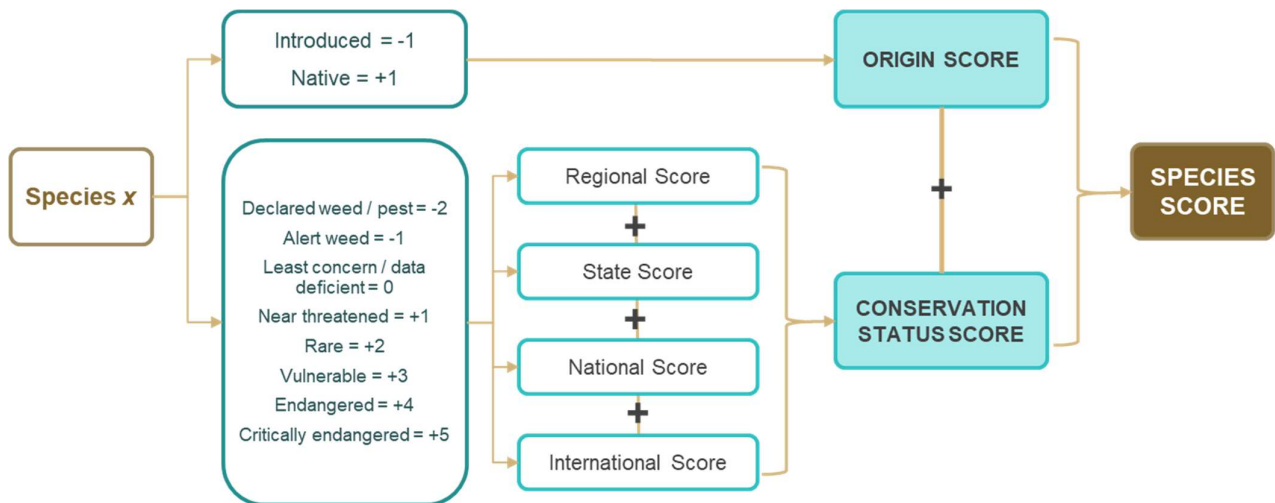 Species x
Introduced = -1
Native = +1
Declared weed / pest = -2
Alert weed = -1
Least concern / data
deficient = 0
Near threatened = +1
Rare = +2
Vulnerable = +3
Endangered = +4
Critically endangered = +5
Regional Score
+
State Score
+
National Score
+
International Score
ORIGIN SCORE
+
CONSERVATION
STATUS SCORE
SPECIES
SCORE